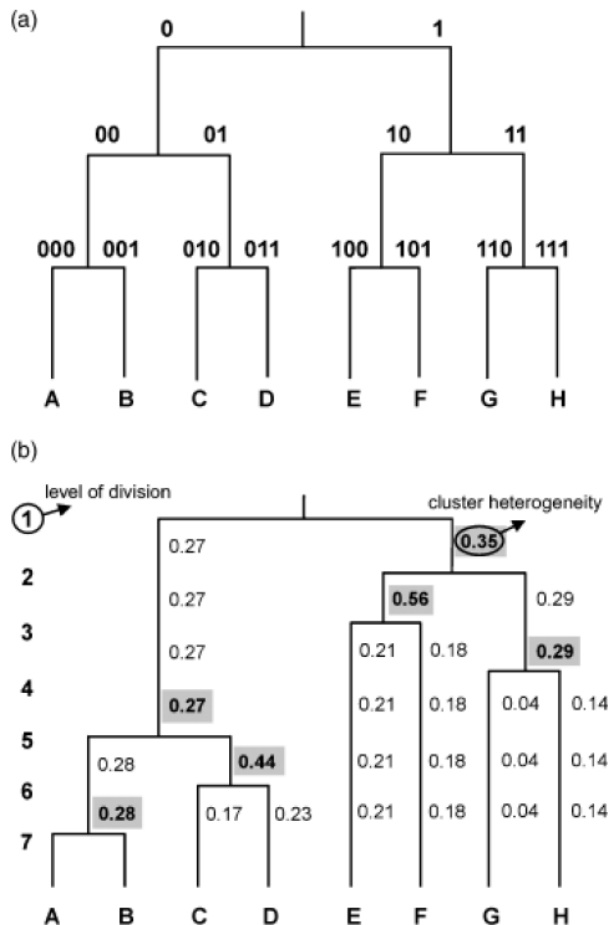 (a)
0 1
00 01 10 11
000 001 010 011 100 101 110 111
A B C D E F G H
(b)
level of division
cluster heterogeneity
1
0.27 0.35
2
0.27 0.56 0.29
3
0.27 0.21 0.18 0.29
4
0.27 0.21 0.18 0.04 0.14
5
0.28 0.44 0.21 0.18 0.04 0.14
6
0.28 0.17 0.23 0.21 0.18 0.04 0.14
7
A B C D E F G H